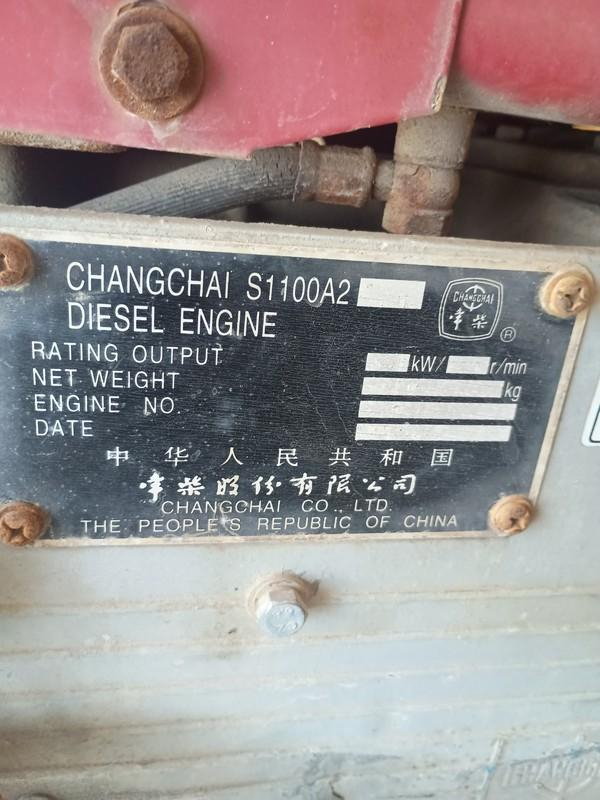 CHANGCHAI S1100A2
DIESEL ENGINE
CHANGCHAI
常柴
®
RATING OUTPUT kW/ r/min
NET WEIGHT kg
ENGINE NO.
DATE
中华人民共和国
常柴股份有限公司
CHANGCHAI CO., LTD.
THE PEOPLE'S REPUBLIC OF CHINA